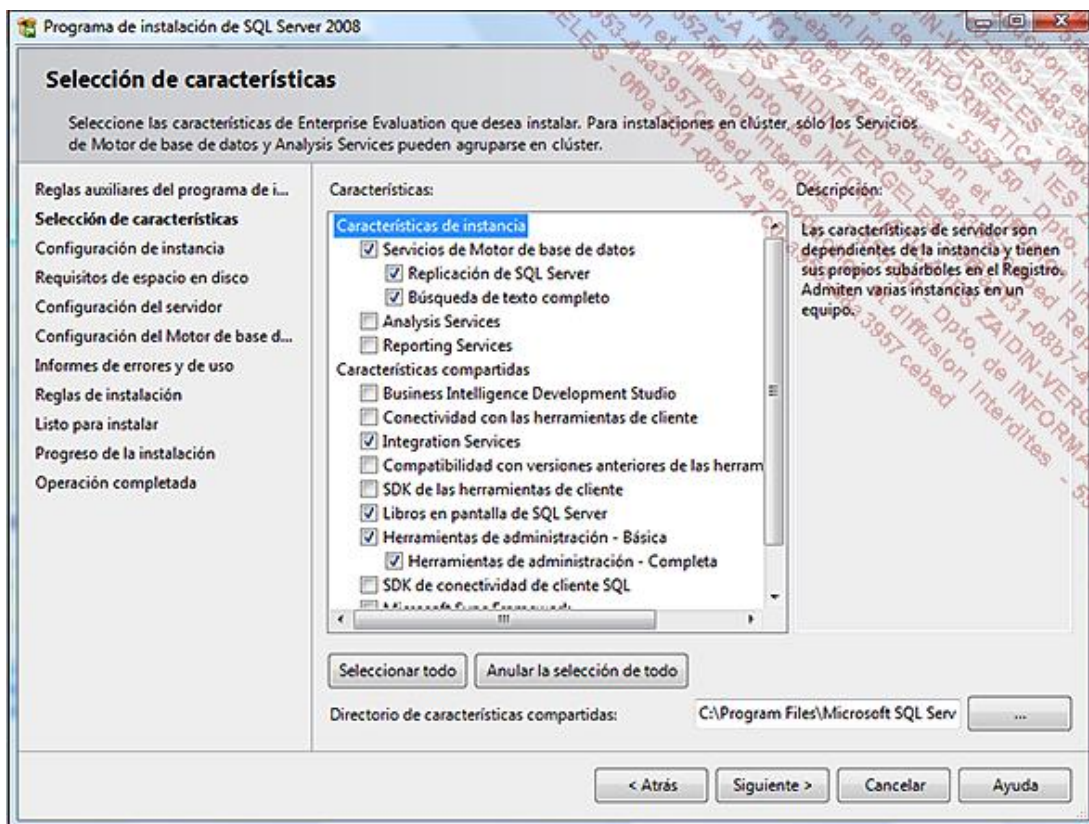 Programa de instalación de SQL Server 2008
Selección de características
Seleccione las características de Enterprise Evaluation que desea instalar. Para instalaciones en clúster, sólo los Servicios
de Motor de base de datos y Analysis Services pueden agruparse en clúster.
Reglas auxiliares del programa de i...
Selección de características
Configuración de instancia
Requisitos de espacio en disco
Configuración del servidor
Configuración del Motor de base d...
Informes de errores y de uso
Reglas de instalación
Listo para instalar
Progreso de la instalación
Operación completada
Características:
Características de instancia
Servicios de Motor de base de datos
Replicación de SQL Server
Búsqueda de texto completo
Analysis Services
Reporting Services
Características compartidas
Business Intelligence Development Studio
Conectividad con las herramientas de cliente
Integration Services
Compatibilidad con versiones anteriores de las herram
SDK de las herramientas de cliente
Libros en pantalla de SQL Server
Herramientas de administración - Básica
Herramientas de administración - Completa
SDK de conectividad de cliente SQL
Microsoft Sync Framework
Descripción:
Las características de servidor son
dependientes de la instancia y tienen
sus propios subárboles en el Registro.
Admiten varias instancias en un
equipo.
Seleccionar todo
Anular la selección de todo
Directorio de características compartidas:
C:\Program Files\Microsoft SQL Serv
...
< Atrás
Siguiente >
Cancelar
Ayuda